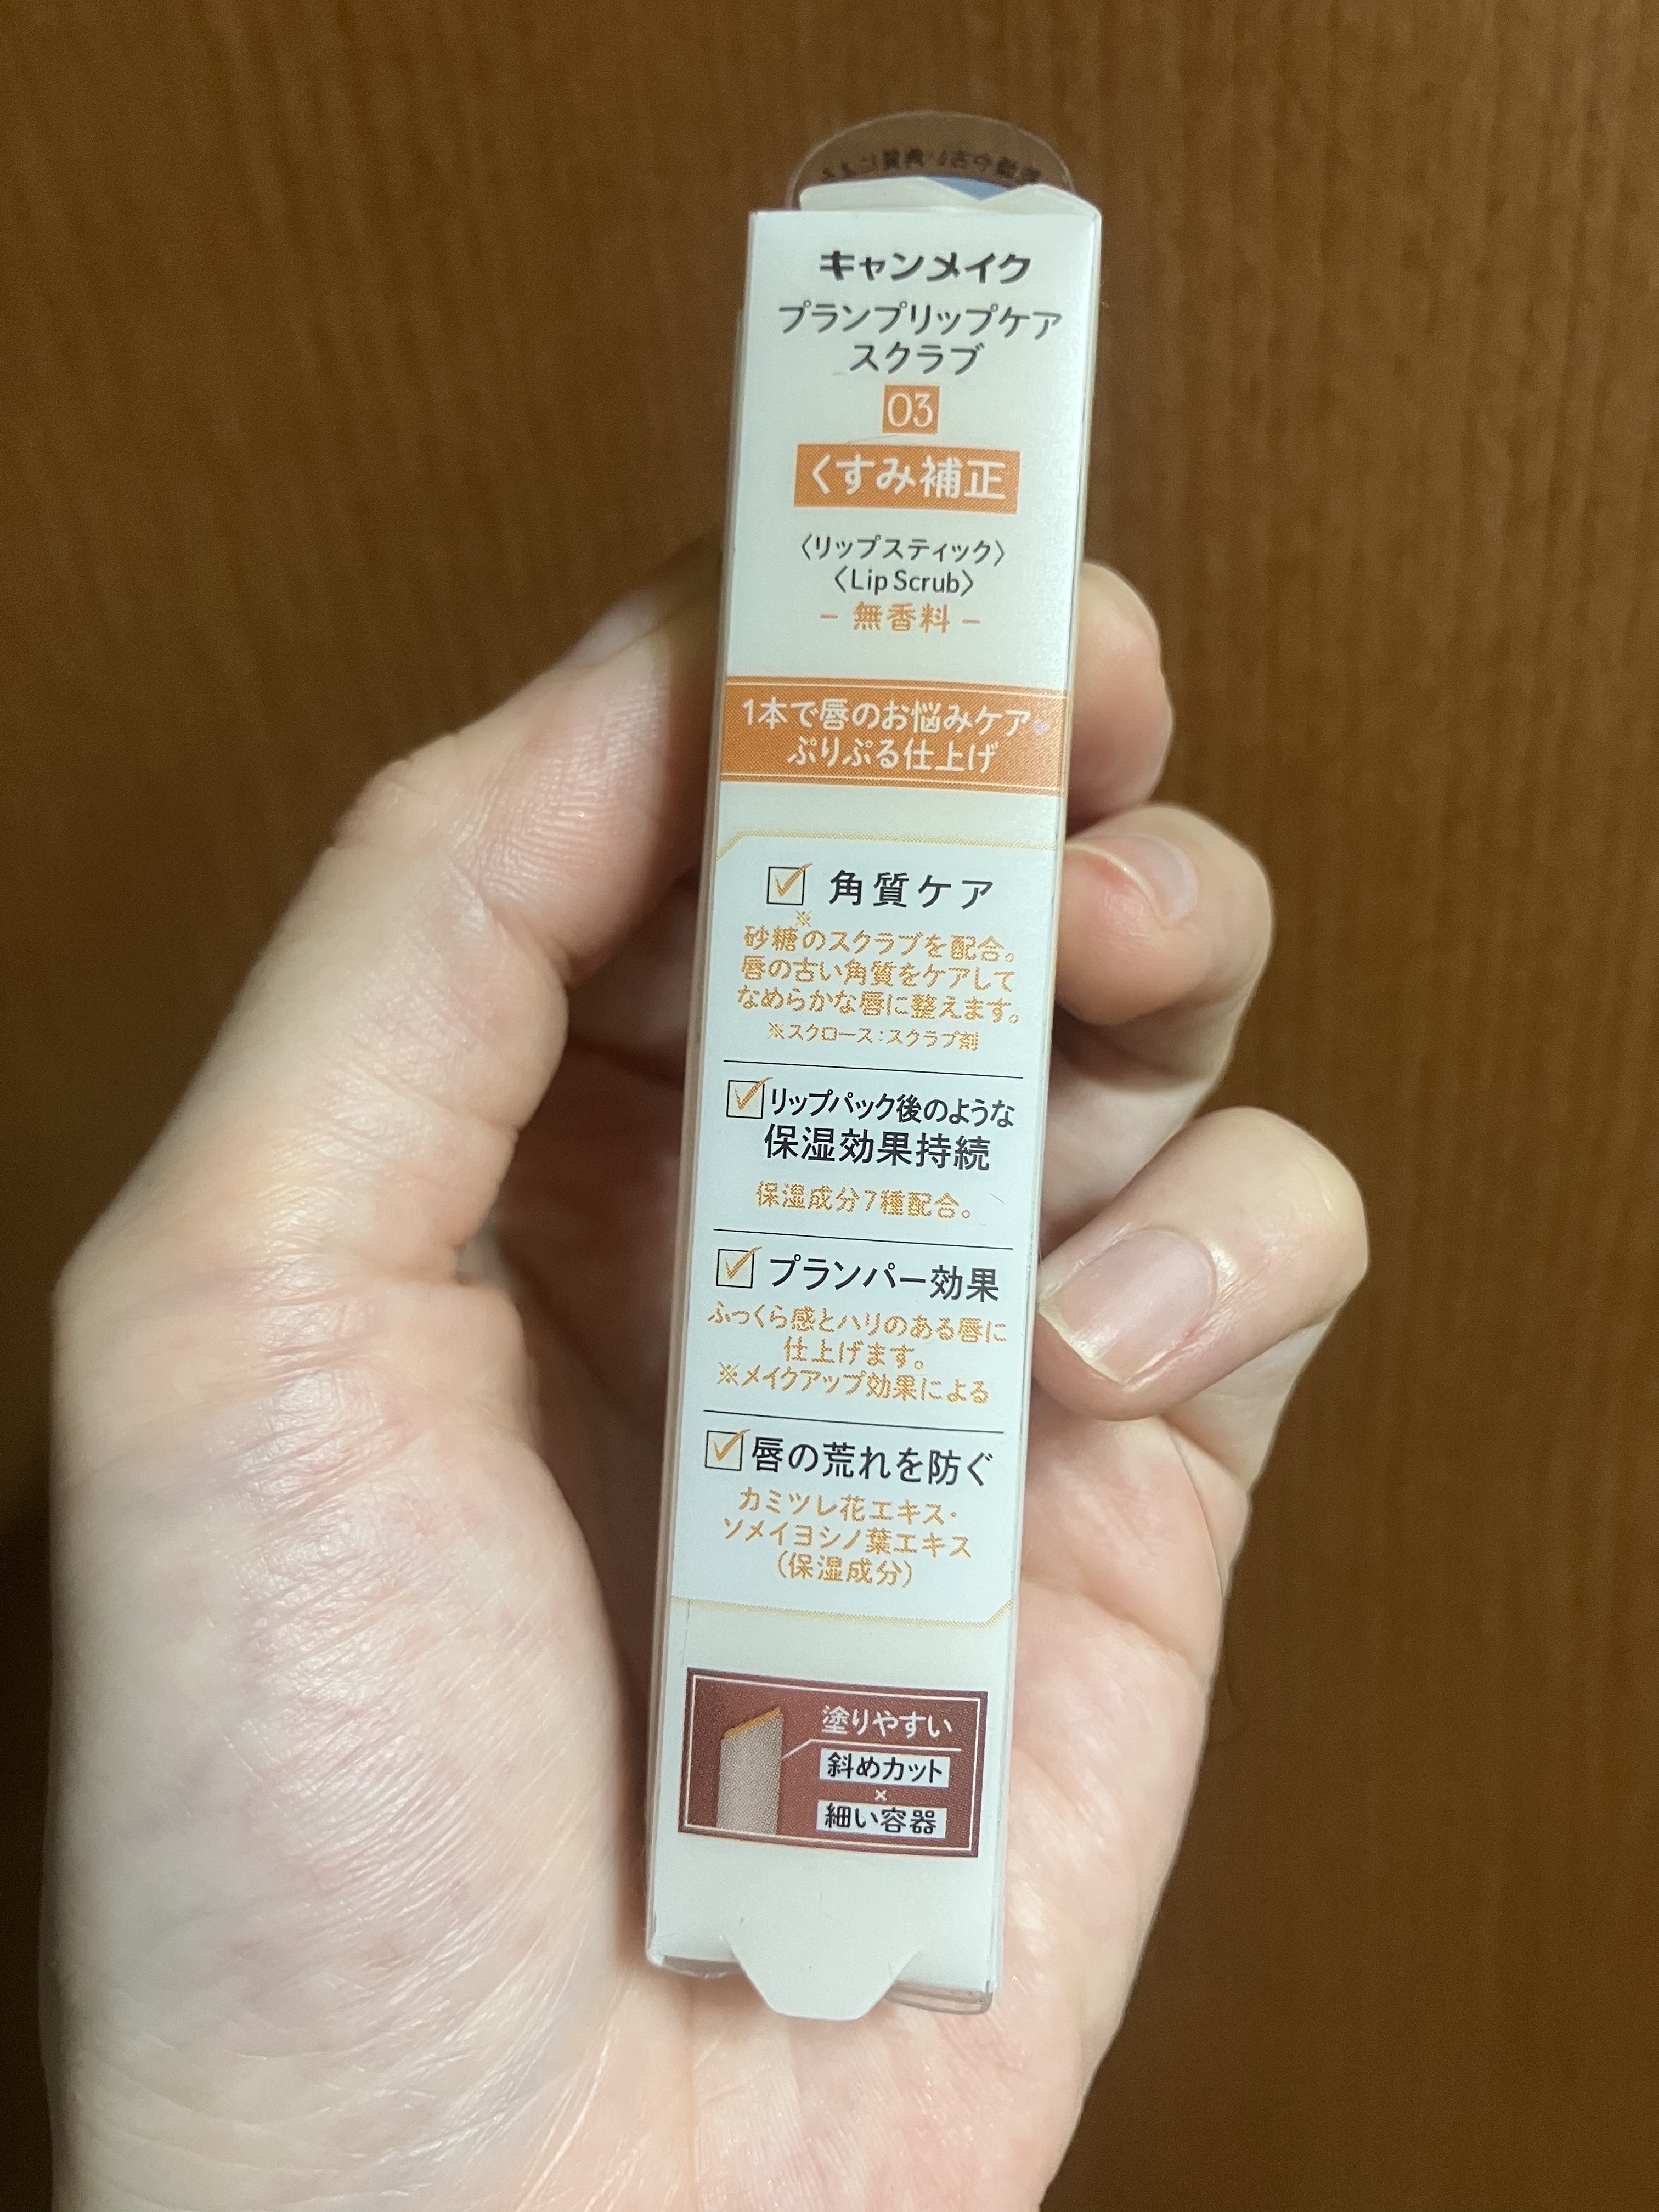 キャンメイク
プランプリップケア
スクラブ
03
くすみ補正
〈リップスティック〉
〈Lip Scrub〉
− 無香料 −
1本で唇のお悩みケア
ぷりぷる仕上げ
角質ケア
砂糖※のスクラブを配合。
唇の古い角質をケアして
なめらかな唇に整えます。
※スクロース：スクラブ剤
リップパック後のような
保湿効果持続
保湿成分7種配合。
プランパー効果
ふっくら感とハリのある唇に
仕上げます。
※メイクアップ効果による
唇の荒れを防ぐ
カミツレ花エキス・
ソメイヨシノ葉エキス
（保湿成分）
塗りやすい
斜めカット
×
細い容器